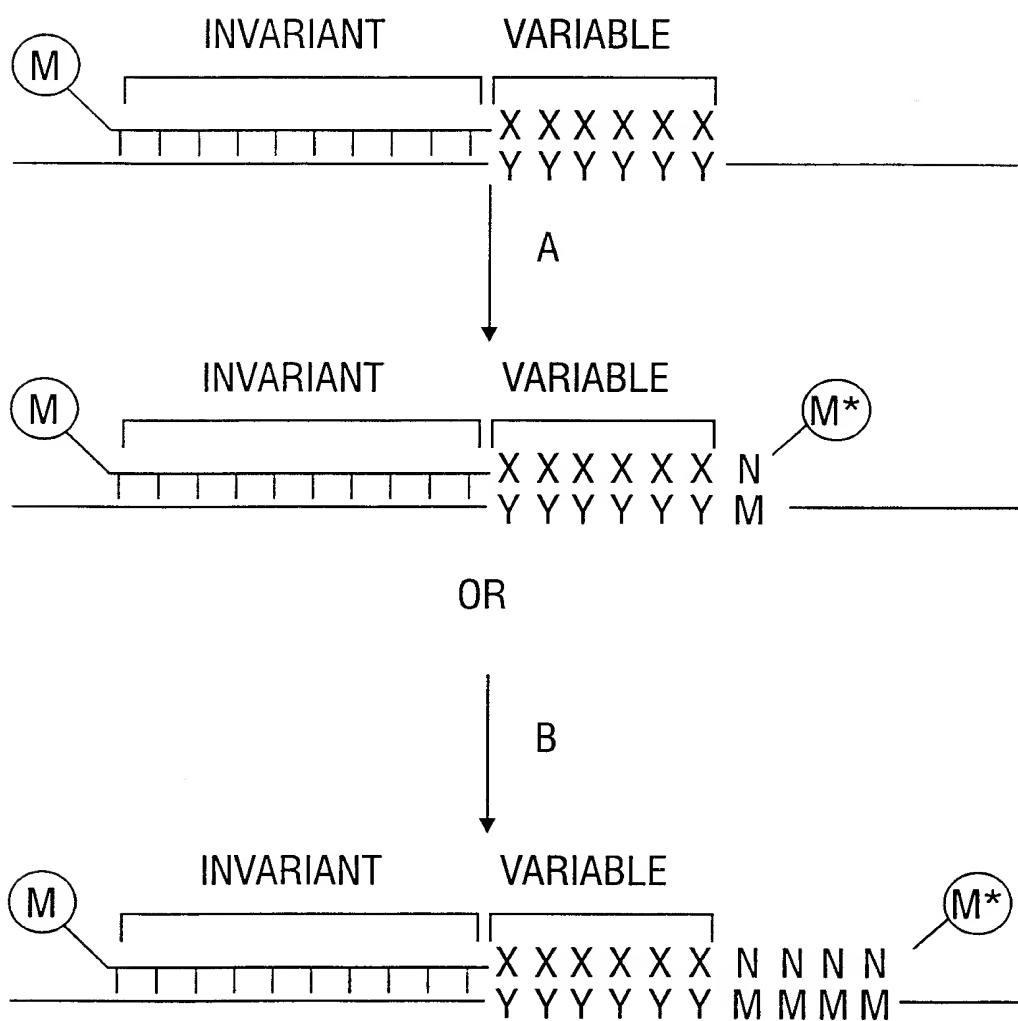 INVARIANT VARIABLE
M
X X X X X X
Y Y Y Y Y Y
A
INVARIANT VARIABLE
M M*
X X X X X X N
Y Y Y Y Y Y M
OR
B
INVARIANT VARIABLE
M M*
X X X X X X N N N N
Y Y Y Y Y Y M M M M